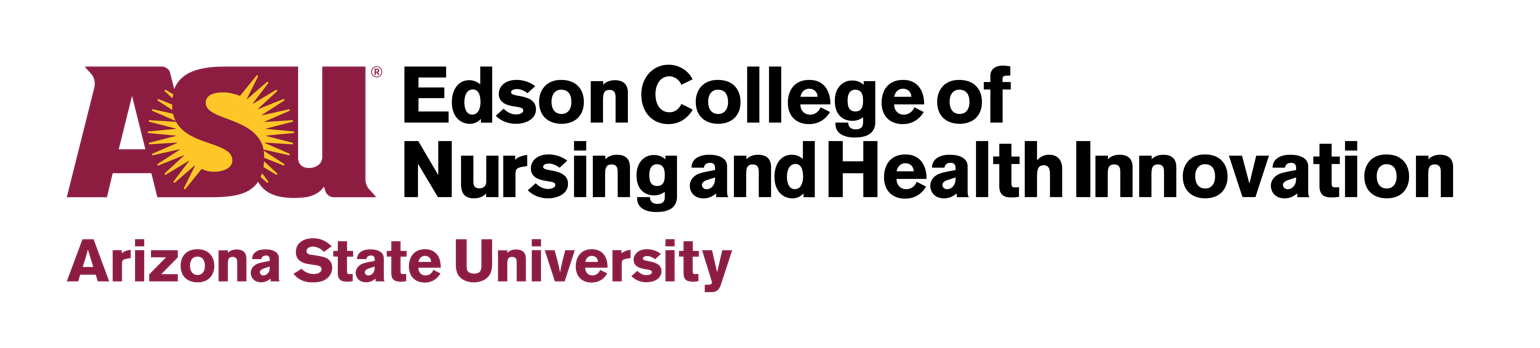 ASU® Edson College of
Nursing and Health Innovation
Arizona State University